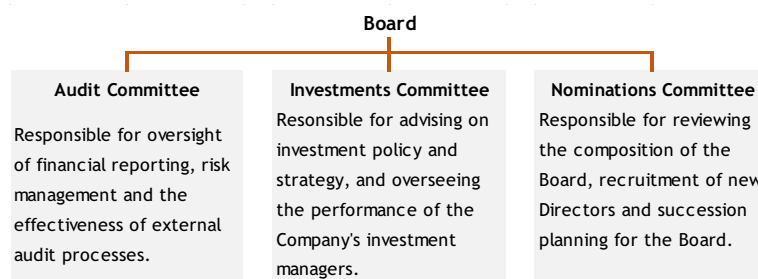 Board
Audit Committee
Responsible for oversight
of financial reporting, risk
management and the
effectiveness of external
audit processes.
Investments Committee
Resonsible for advising on
investment policy and
strategy, and overseeing
the performance of the
Company's investment
managers.
Nominations Committee
Responsible for reviewing
the composition of the
Board, recruitment of new
Directors and succession
planning for the Board.